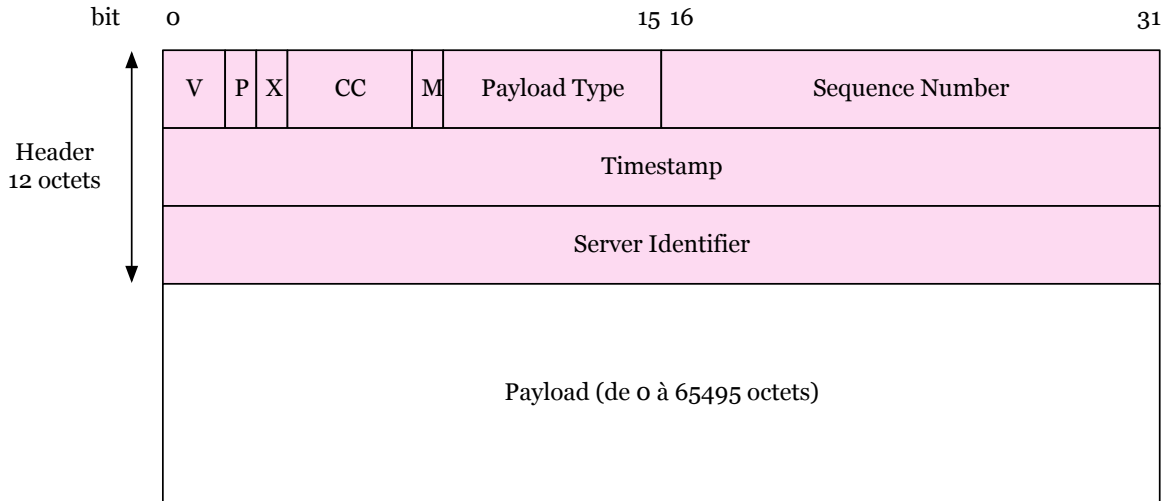 bit 0 15 16 31
V P X CC M Payload Type Sequence Number
Header
12 octets
Timestamp
Server Identifier
Payload (de 0 à 65495 octets)